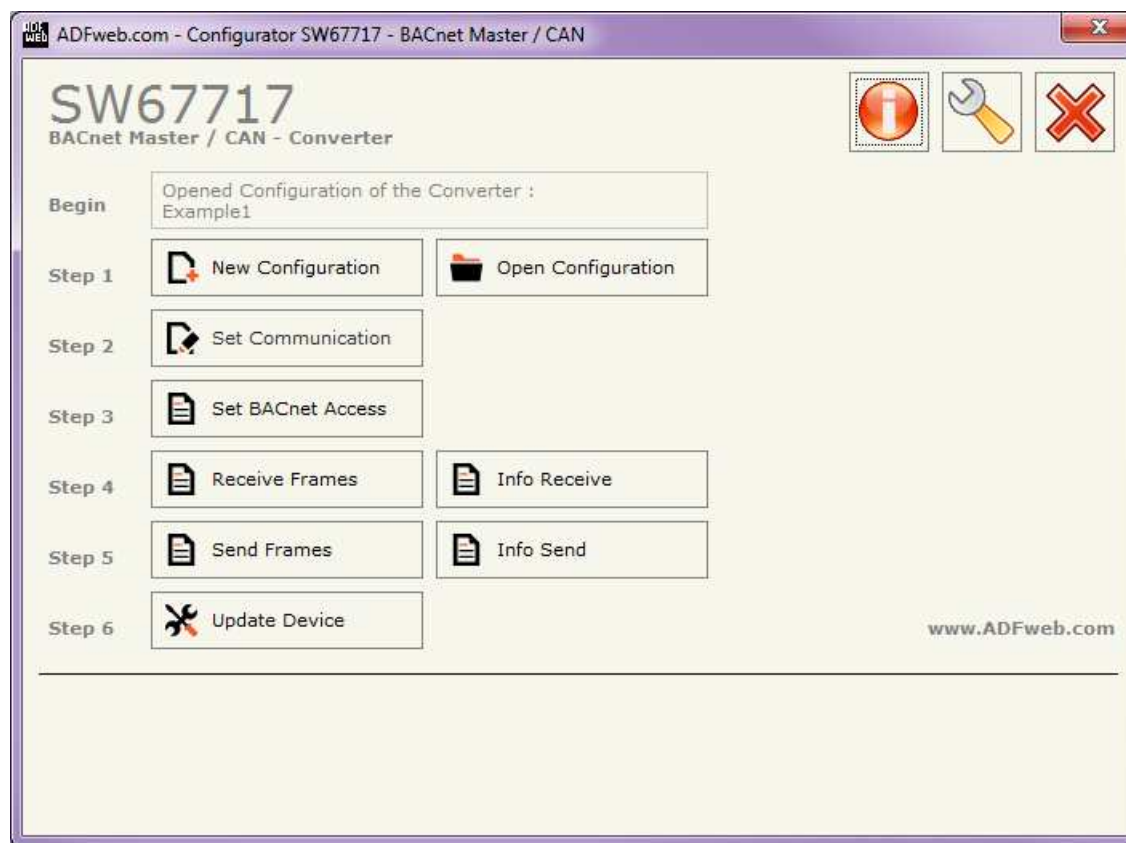 ADF WEB ADFweb.com - Configurator SW67717 - BACnet Master / CAN
SW67717
BACnet Master / CAN - Converter
Begin
Opened Configuration of the Converter :
Example1
Step 1
New Configuration
Open Configuration
Step 2
Set Communication
Step 3
Set BACnet Access
Step 4
Receive Frames
Info Receive
Step 5
Send Frames
Info Send
Step 6
Update Device
www.ADFweb.com